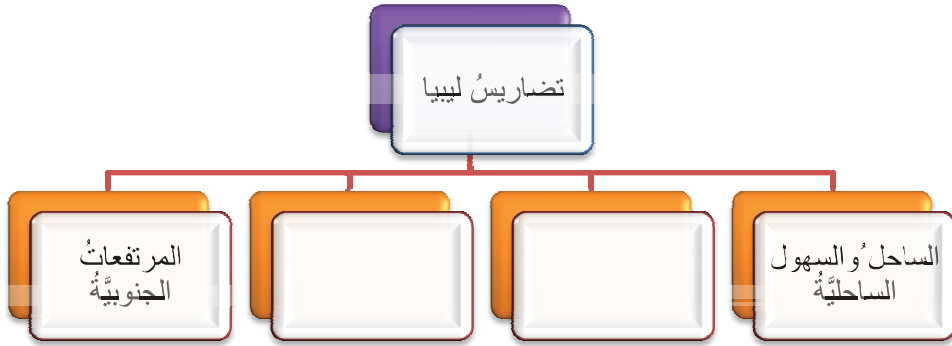 تضاريسُ ليبيا
الساحلُ والسهول
الساحليَّةُ
المرتفعاتُ
الجنوبيَّةُ